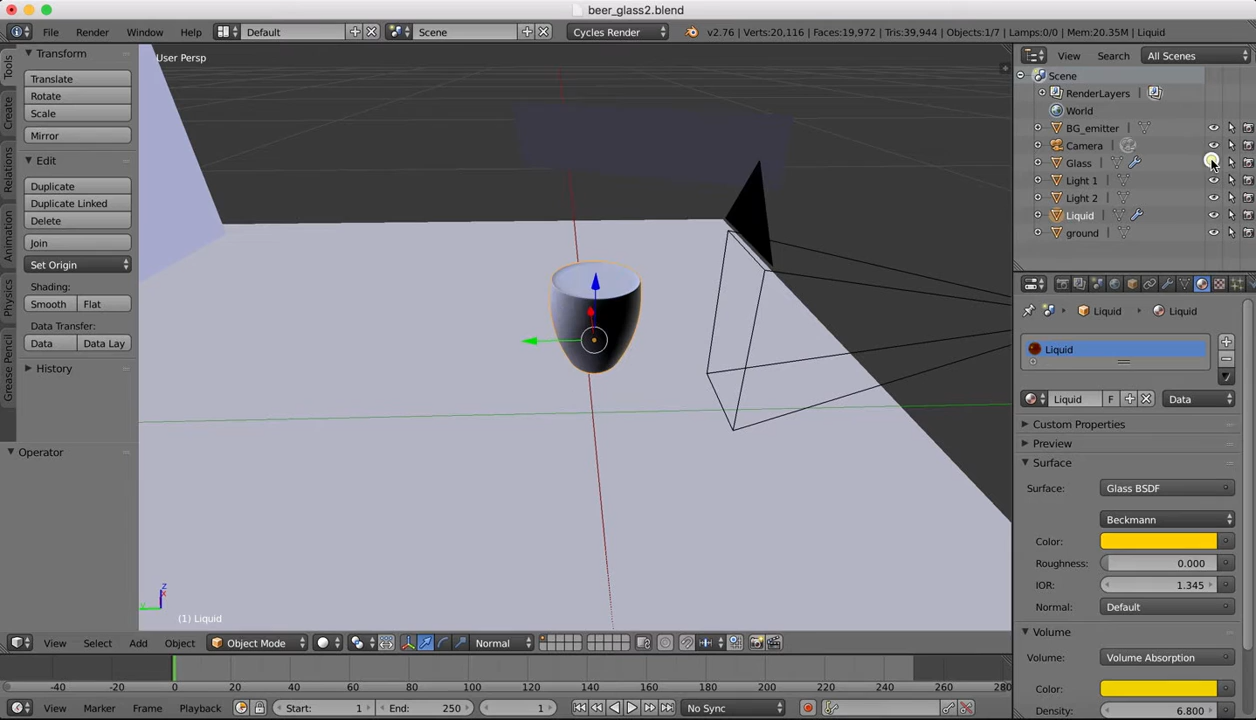 beer_glass2.blend
File Render Window Help Default Scene Cycles Render v2.76 | Verts:20,116 | Faces:19,972 | Tris:39,944 | Objects:1/7 | Lamps:0/0 | Mem:20.35M | Liquid
Tools
Create
Relations
Animation
Physics
Grease Pencil
Transform
Translate
Rotate
Scale
Mirror
Edit
Duplicate
Duplicate Linked
Delete
Join
Set Origin
Shading:
Smooth Flat
Data Transfer:
Data Data Lay
History
Operator
User Persp
z
x
y
(1) Liquid
View Select Add Object Object Mode Normal
-40 -20 0 20 40 60 80 100 120 140 160 180 200 220 240 260 280
View Marker Frame Playback Start: 1 End: 250 1 No Sync
View Search All Scenes
Scene
RenderLayers |
World
BG_emitter |
Camera |
Glass |
Light 1 |
Light 2 |
Liquid |
ground |
Liquid Liquid
Liquid
Liquid F Data
Custom Properties
Preview
Surface
Surface: Glass BSDF
Beckmann
Color:
Roughness: 0.000
IOR: 1.345
Normal: Default
Volume
Volume: Volume Absorption
Color:
Density: 6.800